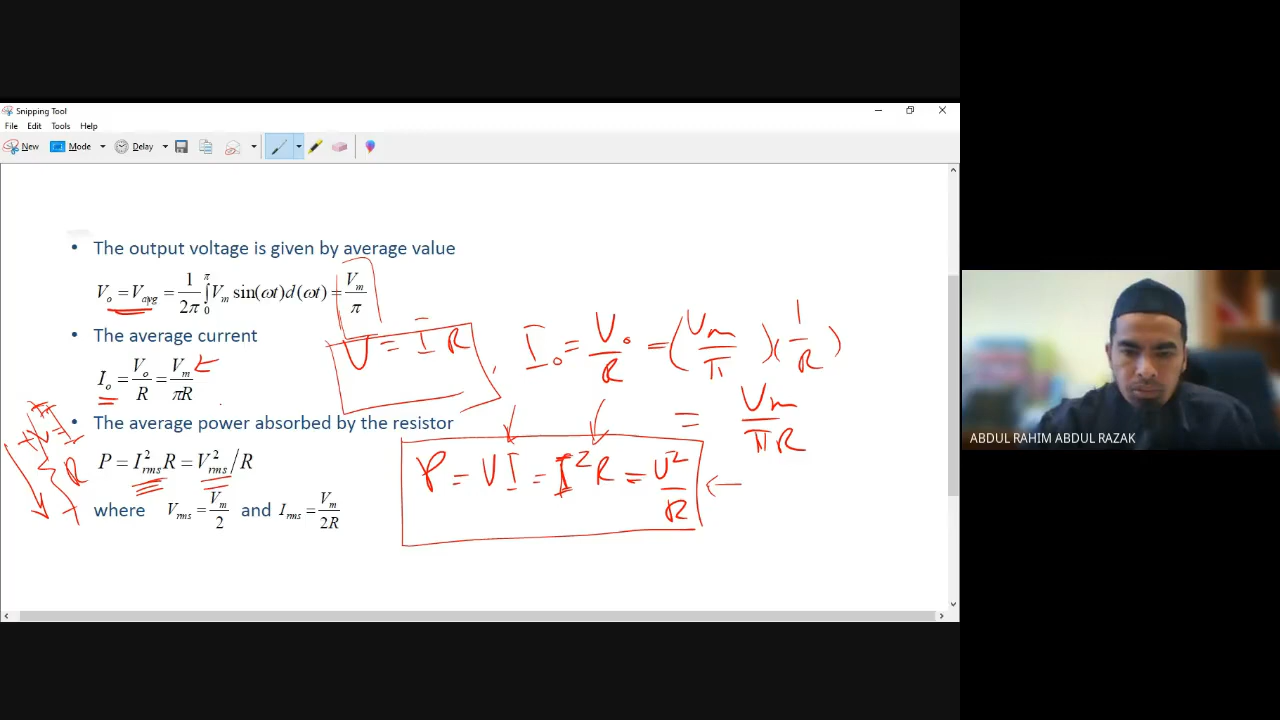 Snipping Tool
File Edit Tools Help
New Mode Delay
• The output voltage is given by average value
V_o = V_avg = 1/2π ∫_0^π V_m sin(ωt)d(ωt) = V_m/π
• The average current
I_o = V_o/R = V_m/πR
V = I R
I_o = V_o/R = (V_m/π)(1/R)
= V_m/πR
• The average power absorbed by the resistor
P = I²_rms R = V²_rms/R
P = VI = I²R = V²/R
where V_rms = V_m/2 and I_rms = V_m/2R
R
ABDUL RAHIM ABDUL RAZAK